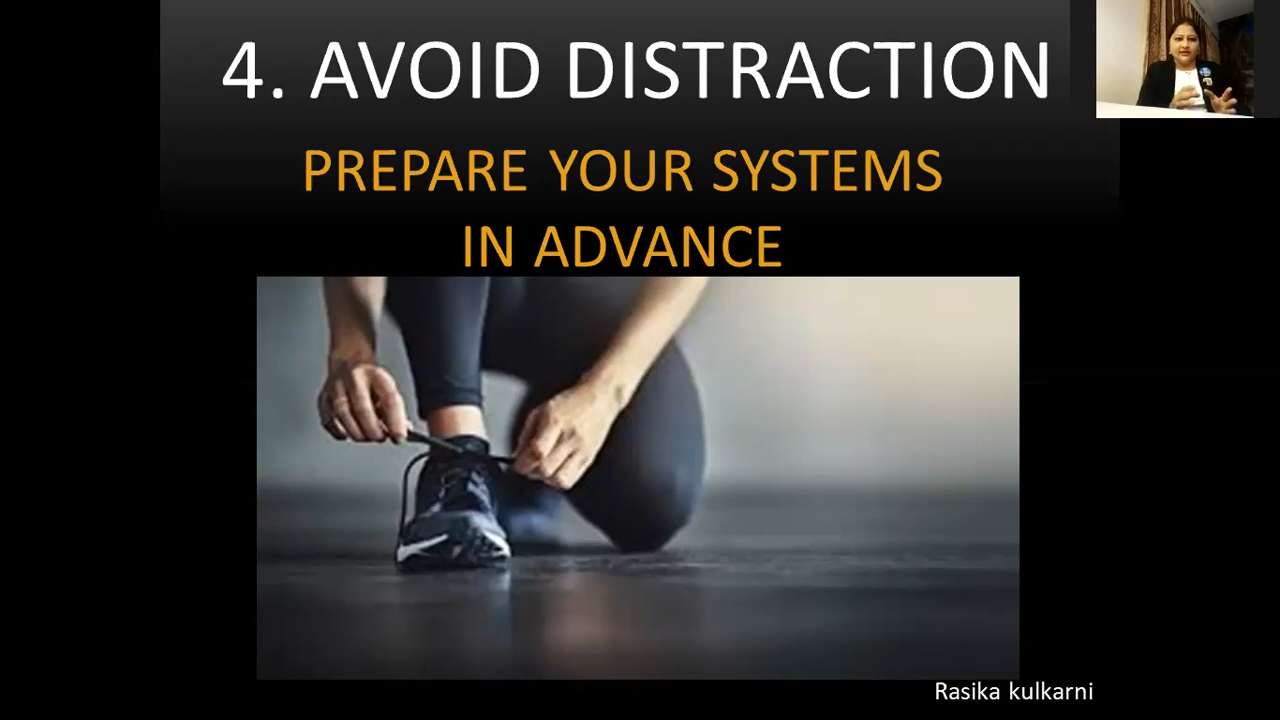 4. AVOID DISTRACTION
PREPARE YOUR SYSTEMS
IN ADVANCE
Rasika kulkarni